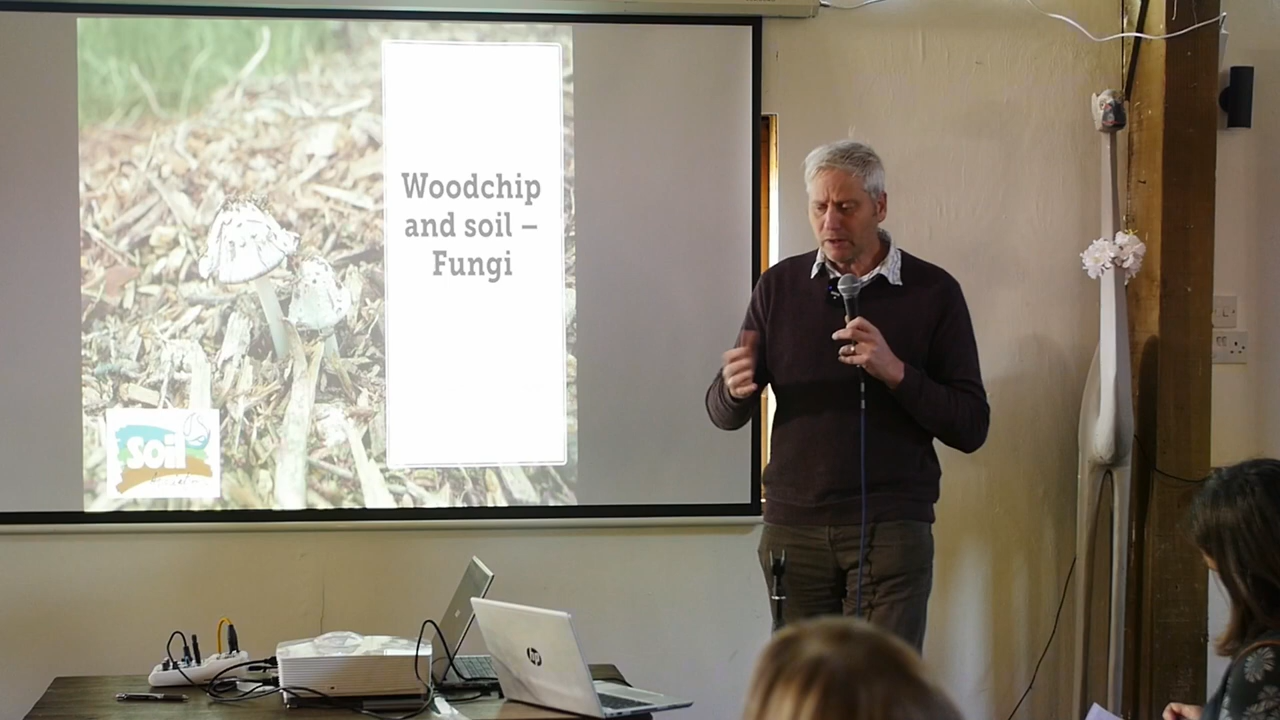 Woodchip
and soil –
Fungi
soil
hp